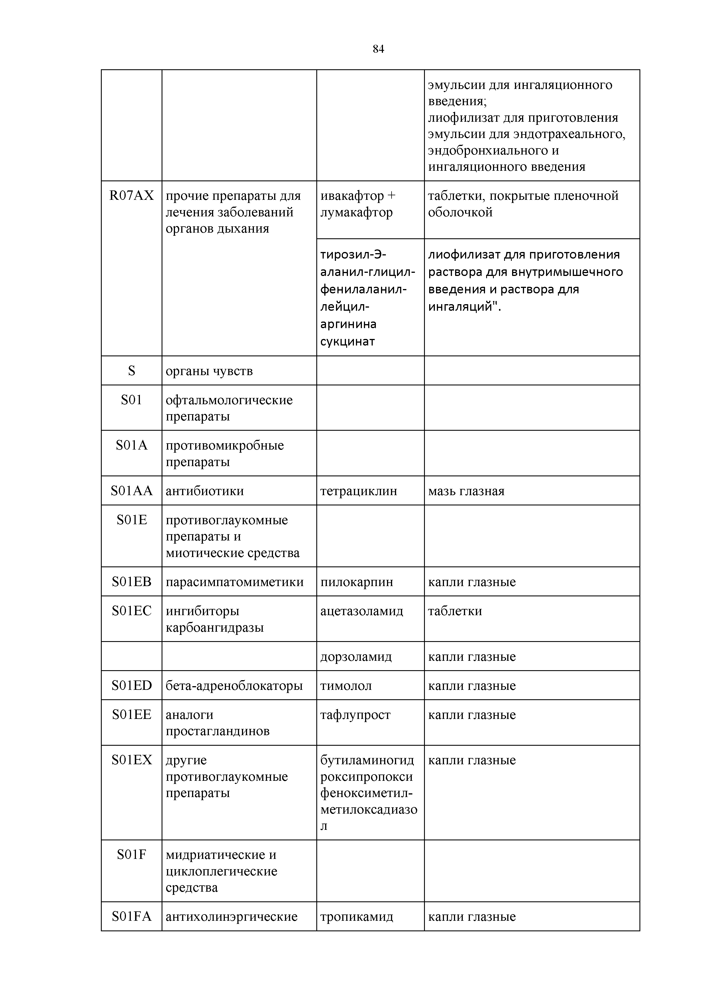 84
эмульсии для ингаляционного
введения;
лиофилизат для приготовления
эмульсии для эндотрахеального,
эндобронхиального и
ингаляционного введения
R07AX
прочие препараты для
лечения заболеваний
органов дыхания
ивакафтор +
лумакафтор
таблетки, покрытые пленочной
оболочкой
тирозил-Э-
аланил-глицил-
фенилаланил-
лейцил-
аргинина
сукцинат
лиофилизат для приготовления
раствора для внутримышечного
введения и раствора для
ингаляций".
S
органы чувств
S01
офтальмологические
препараты
S01A
противомикробные
препараты
S01AA
антибиотики
тетрациклин
мазь глазная
S01E
противоглаукомные
препараты и
миотические средства
S01EB
парасимпатомиметики
пилокарпин
капли глазные
S01EC
ингибиторы
карбоангидразы
ацетазоламид
таблетки
дорзоламид
капли глазные
S01ED
бета-адреноблокаторы
тимолол
капли глазные
S01EE
аналоги
простагландинов
тафлупрост
капли глазные
S01EX
другие
противоглаукомные
препараты
бутиламиногид
роксипропокси
феноксиметил-
метилоксадиазо
л
капли глазные
S01F
мидриатические и
циклоплегические
средства
S01FA
антихолинэргические
тропикамид
капли глазные